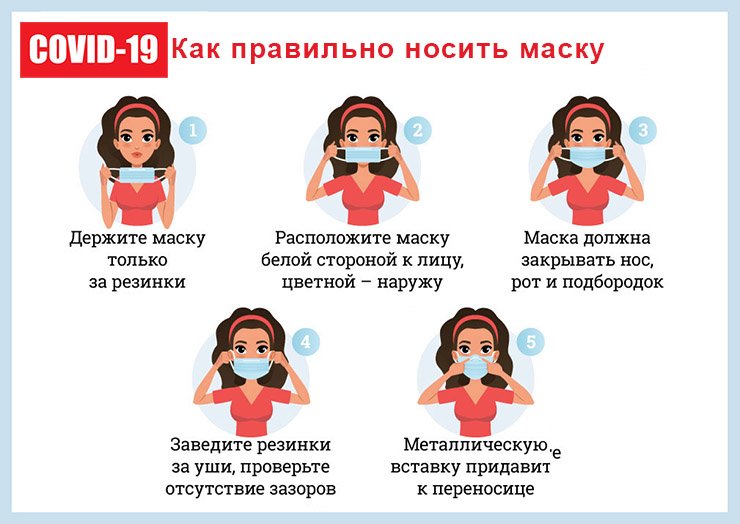 COVID-19 Как правильно носить маску
1
Держите маску
только
за резинки
2
Расположите маску
белой стороной к лицу,
цветной – наружу
3
Маска должна
закрывать нос,
рот и подбородок
4
Заведите резинки
за уши, проверьте
отсутствие зазоров
5
Металлическую
вставку придавите
к переносице